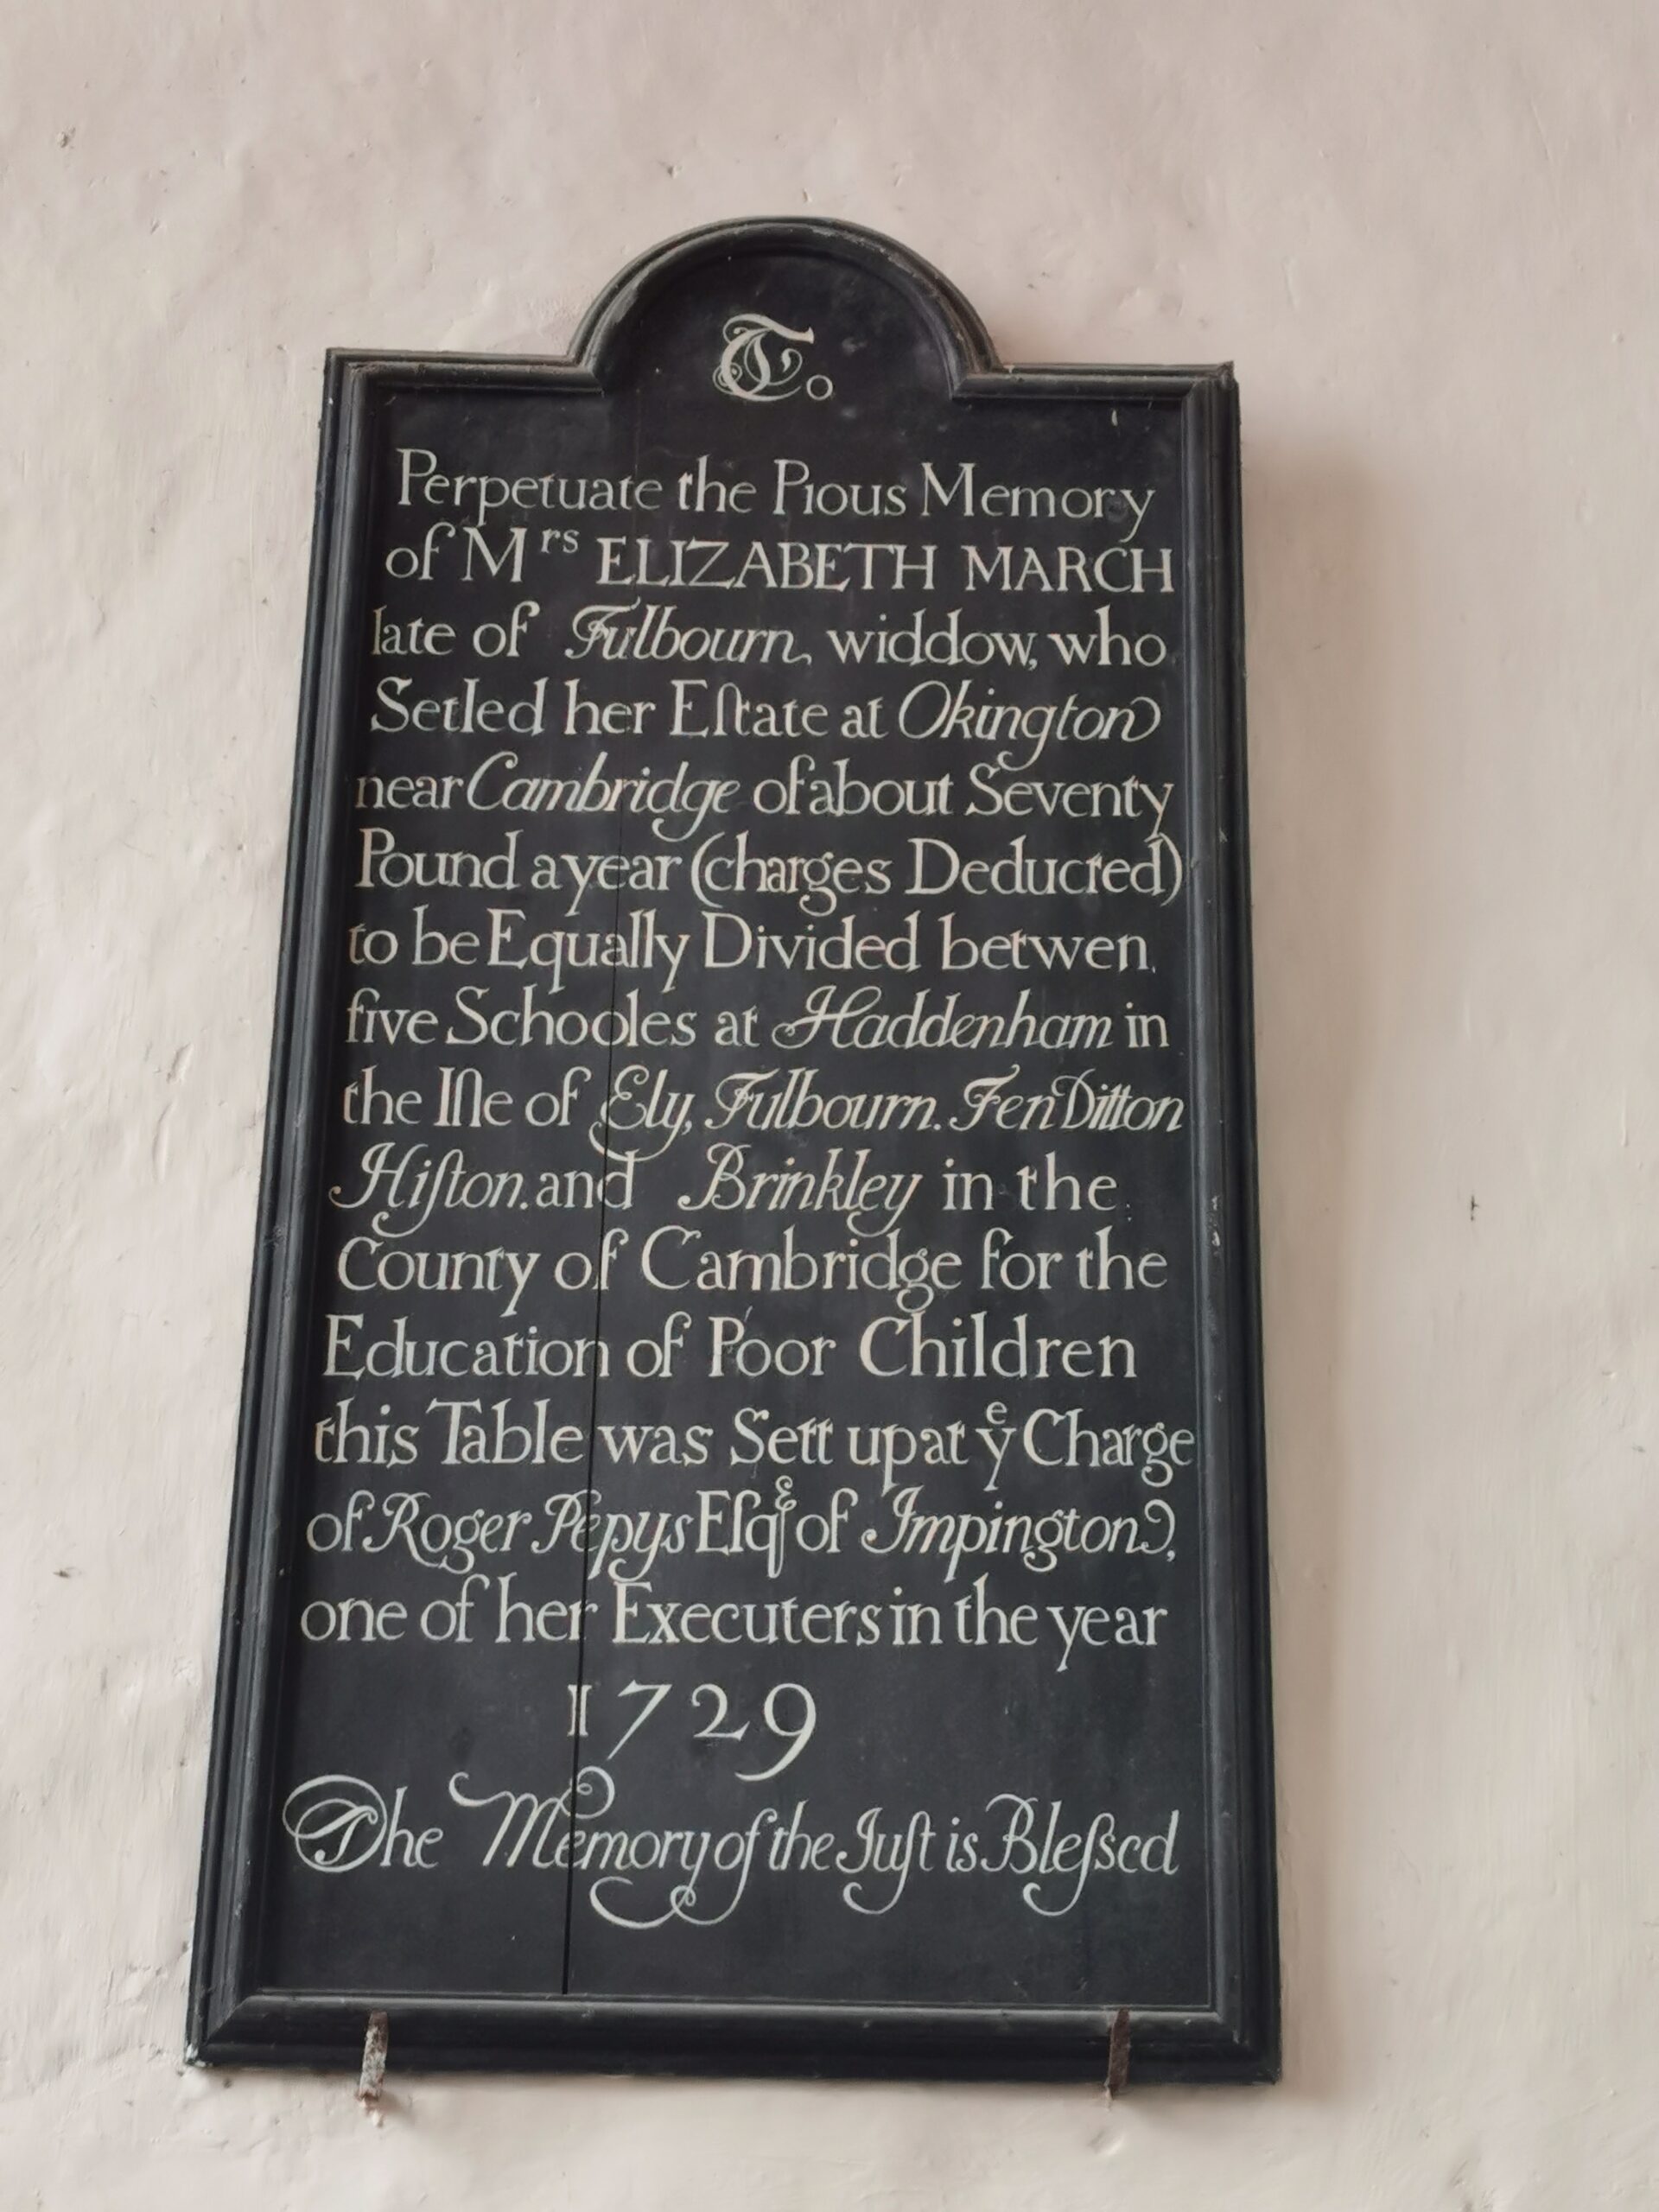 To
Perpetuate the Pious Memory
of Mrs ELIZABETH MARCH
late of Fulbourn, widdow, who
Setled her Eſtate at Okington
near Cambridge of about Seventy
Pound a year (charges Deducted)
to be Equally Divided betwen
five Schooles at Haddenham in
the Iſle of Ely, Fulbourn. Fen Ditton
Hiſton. and Brinkley in the
County of Cambridge for the
Education of Poor Children
this Table was Sett up at ye Charge
of Roger Pepys Eſqr of Impington,
one of her Executers in the year
1729
The Memory of the Juſt is Bleſsed